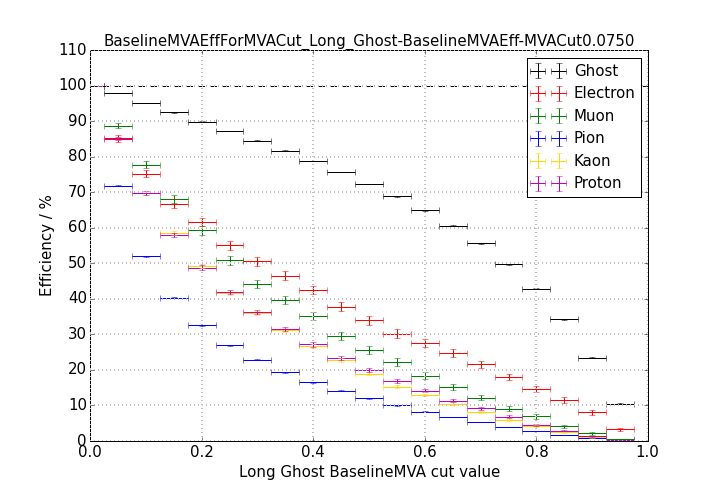 BaselineMVAEffForMVACut_Long_Ghost-BaselineMVAEff-MVACut0.0750
110
100
90
80
70
60
50
40
30
20
10
0
Efficiency / %
Ghost
Electron
Muon
Pion
Kaon
Proton
0.0 0.2 0.4 0.6 0.8 1.0
Long Ghost BaselineMVA cut value